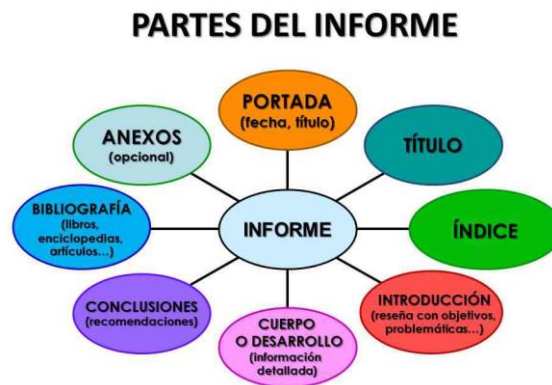 PARTES DEL INFORME
PORTADA
(fecha, título)
TÍTULO
ÍNDICE
INTRODUCCIÓN
(reseña con objetivos,
problemáticas...)
CUERPO
O DESARROLLO
(información
detallada)
CONCLUSIONES
(recomendaciones)
BIBLIOGRAFÍA
(libros,
enciclopedias,
artículos...)
ANEXOS
(opcional)
INFORME